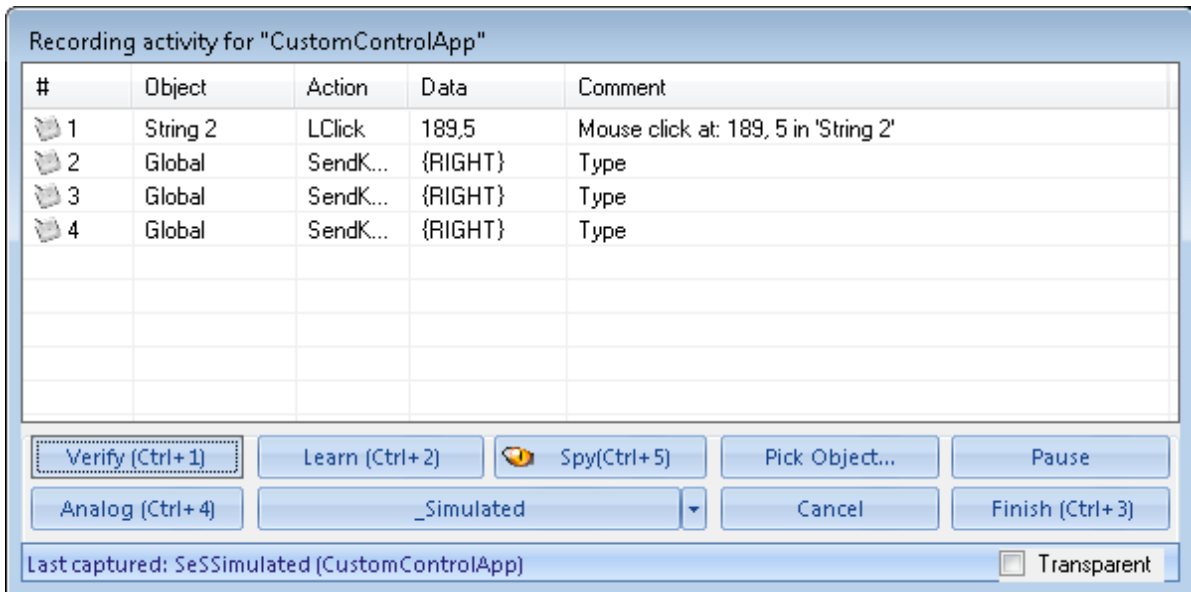 Recording activity for "CustomControlApp"
# Object Action Data Comment
1 String 2 LClick 189,5 Mouse click at: 189, 5 in 'String 2'
2 Global SendK... {RIGHT} Type
3 Global SendK... {RIGHT} Type
4 Global SendK... {RIGHT} Type
Verify (Ctrl+1) Learn (Ctrl+2) Spy(Ctrl+5) Pick Object... Pause
Analog (Ctrl+4) _Simulated Cancel Finish (Ctrl+3)
Last captured: SeSSimulated (CustomControlApp) Transparent